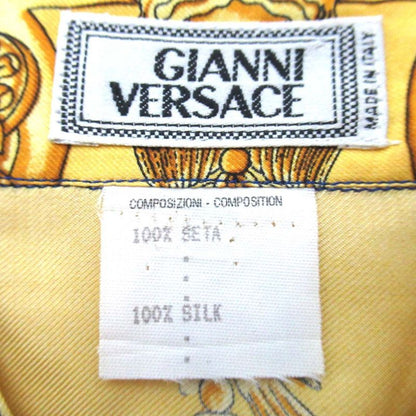 GIANNI
VERSACE
MADE IN ITALY
COMPOSIZIONI - COMPOSITION
100% SETA
100% SILK